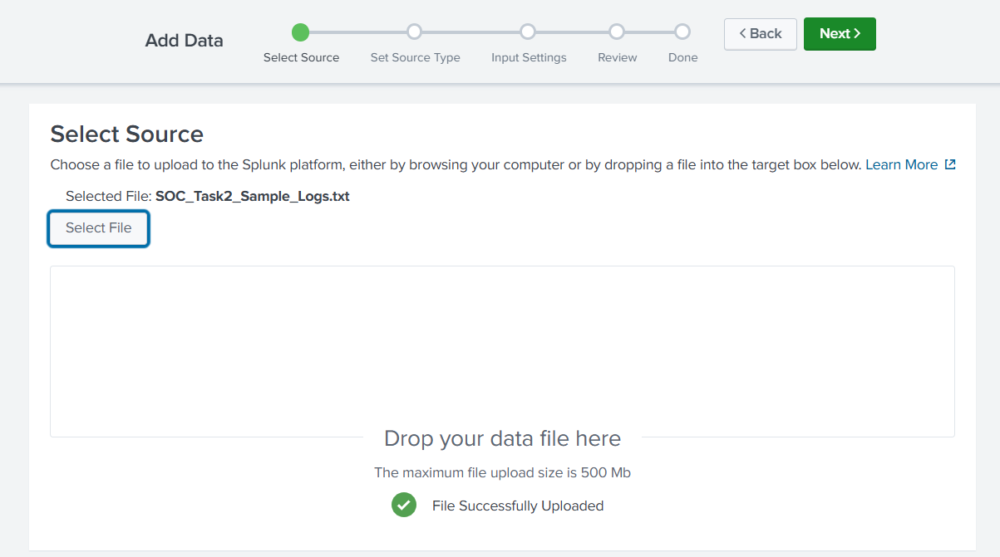 Add Data
Select Source
Set Source Type
Input Settings
Review
Done
< Back
Next >
Select Source
Choose a file to upload to the Splunk platform, either by browsing your computer or by dropping a file into the target box below. Learn More
Selected File: SOC_Task2_Sample_Logs.txt
Select File
Drop your data file here
The maximum file upload size is 500 Mb
File Successfully Uploaded